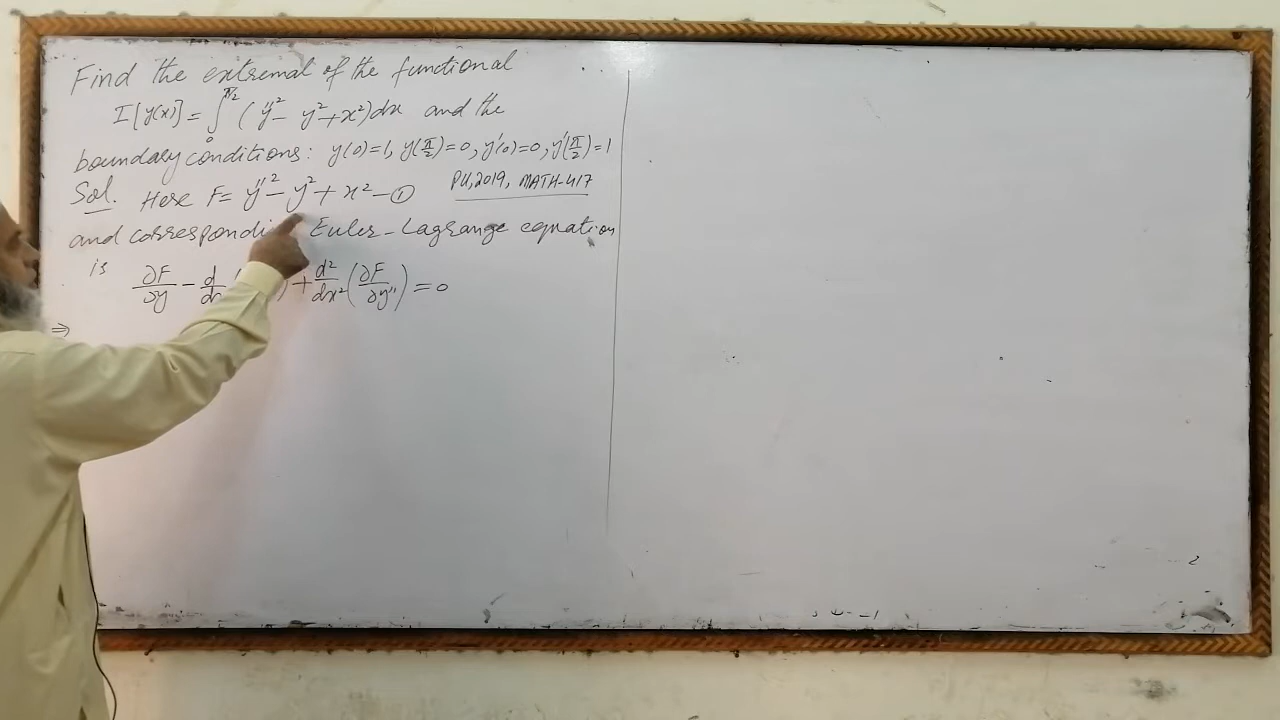 Find the extremal of the functional
I[y(x)] = ∫₀^{π/2} (y''² - y² + x²)dx and the
boundary conditions: y(0)=1, y(π/2)=0, y'(0)=0, y'(π/2)=1
Sol. Here F = y''² - y² + x² — ①
PU, 2019, MATH-417
and Euler-Lagrange equation
is ∂F/∂y - d/dx + d²/dx²(∂F/∂y'') = 0
⇒